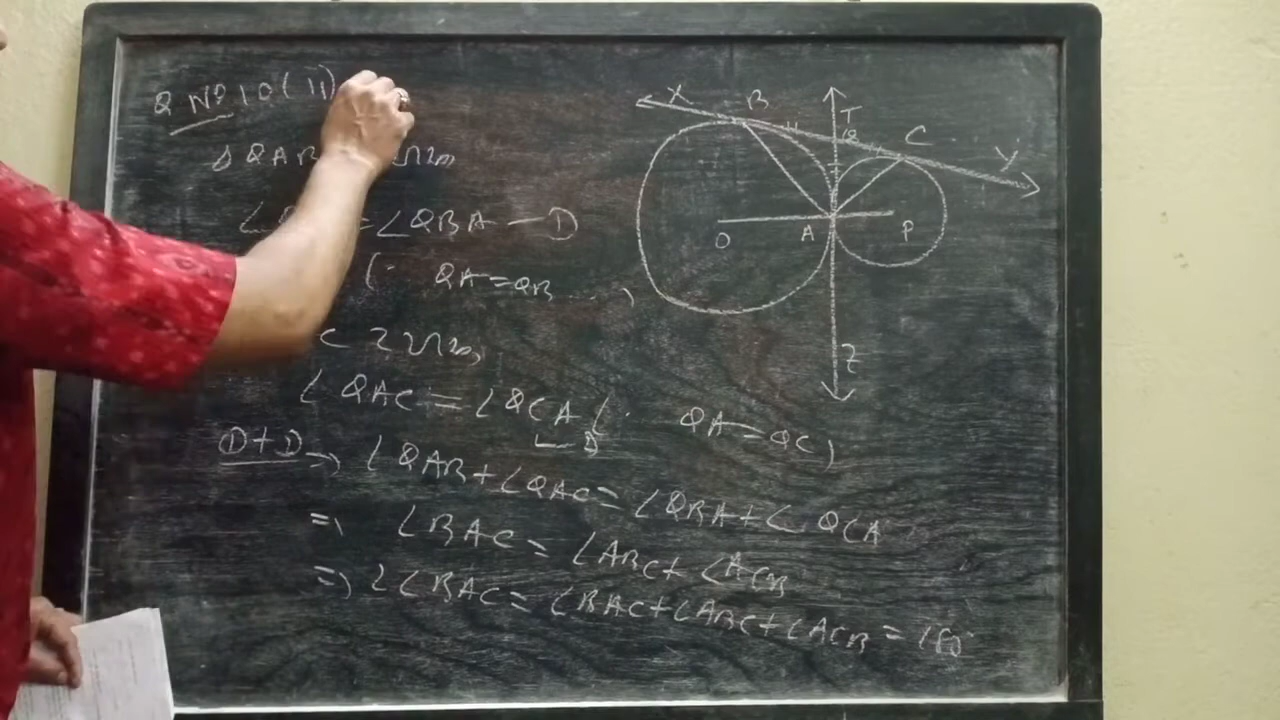 Q No 10(11)
Δ QAB
∠ = ∠QBA — ①
(∵ QA = QB ... )
C
∠QAC = ∠QCA (∵ QA = QC)
①+② → ∠QAB + ∠QAC = ∠QBA + ∠QCA
⇒ ∠BAC = ∠ABC + ∠ACB
⇒ 2∠BAC = ∠BAC + ∠ABC + ∠ACB = 180°
X B T Q C Y
O A P
Z